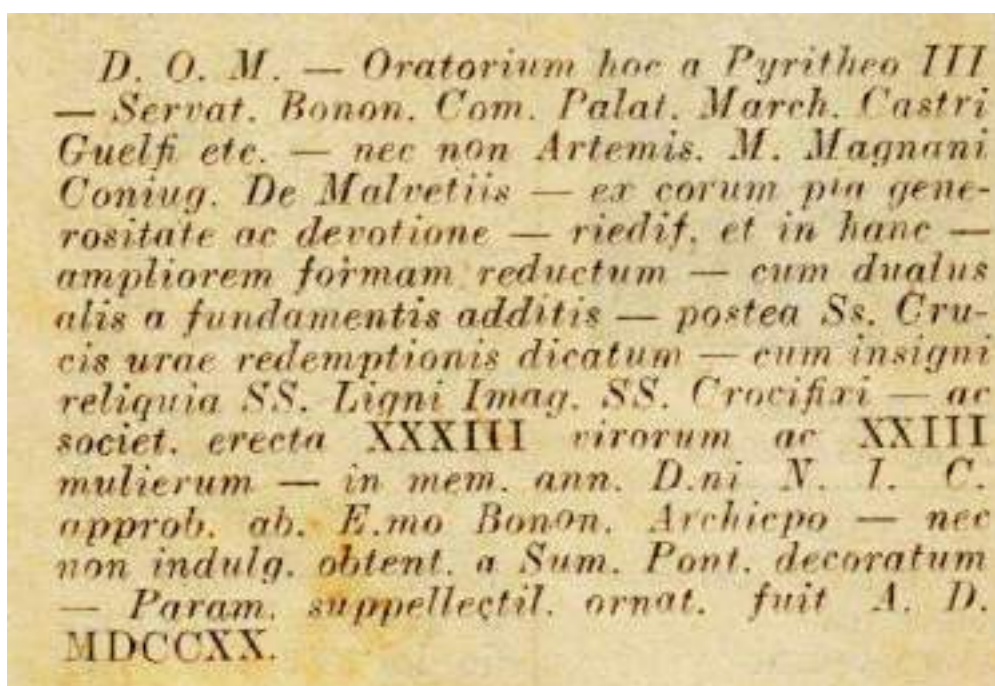 D. O. M. — Oratorium hoc a Pyritheo III
— Servat. Bonon. Com. Palat. March. Castri
Guelfi etc. — nec non Artemis. M. Magnani
Coniug. De Malvetiis — ex corum pia gene-
rositate ac devotione — riedif. et in hanc —
ampliorem formam reductum — cum dualus
alis a fundamentis additis — postea Ss. Cru-
cis urae redemptionis dicatum — cum insigni
reliquia SS. Ligni Imag. SS. Crocifixi — ac
societ. erecta XXXIII virorum ac XXIII
mulierum — in mem. ann. D.ni N. I. C.
approb. ab. E.mo Bonon. Archicpo — nec
non indulg. obtent. a Sum. Pont. decoratum
— Param. suppellectil. ornat. fuit A. D.
MDCCXX.